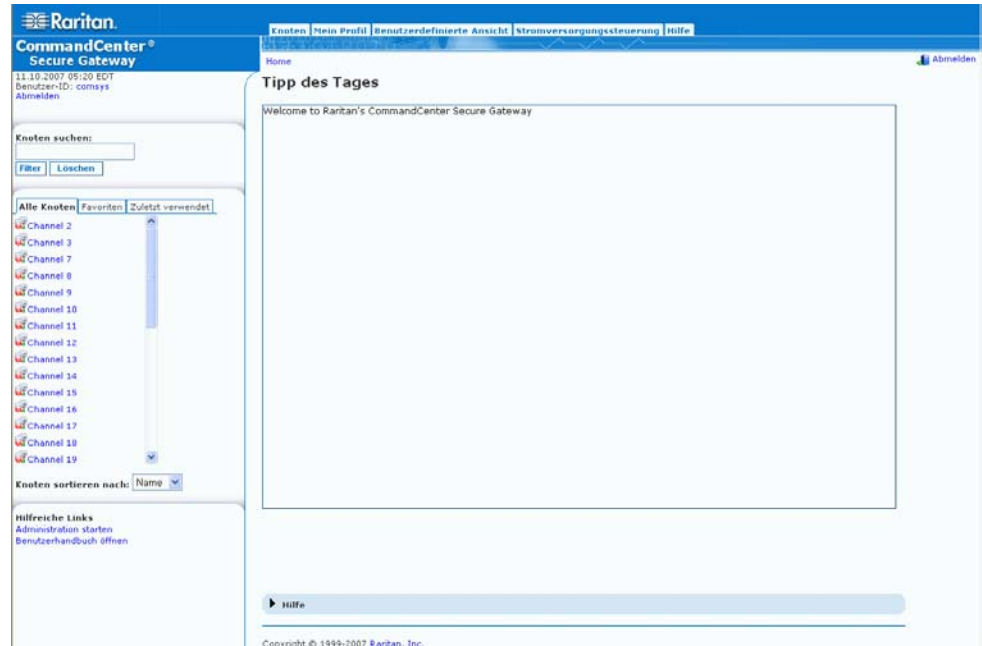 Raritan.
Knoten Mein Profil Benutzerdefinierte Ansicht Stromversorgungssteuerung Hilfe
CommandCenter®
Secure Gateway
11.10.2007 05:20 EDT
Benutzer-ID: comsys
Abmelden
Home
Abmelden
Tipp des Tages
Welcome to Raritan's CommandCenter Secure Gateway
Knoten suchen:
Filter Löschen
Alle Knoten Favoriten Zuletzt verwendet
Channel 2
Channel 3
Channel 7
Channel 8
Channel 9
Channel 10
Channel 11
Channel 12
Channel 13
Channel 14
Channel 15
Channel 16
Channel 17
Channel 18
Channel 19
Knoten sortieren nach: Name
Hilfreiche Links
Administration starten
Benutzerhandbuch öffnen
Hilfe
Copyright © 1999-2007 Raritan, Inc.